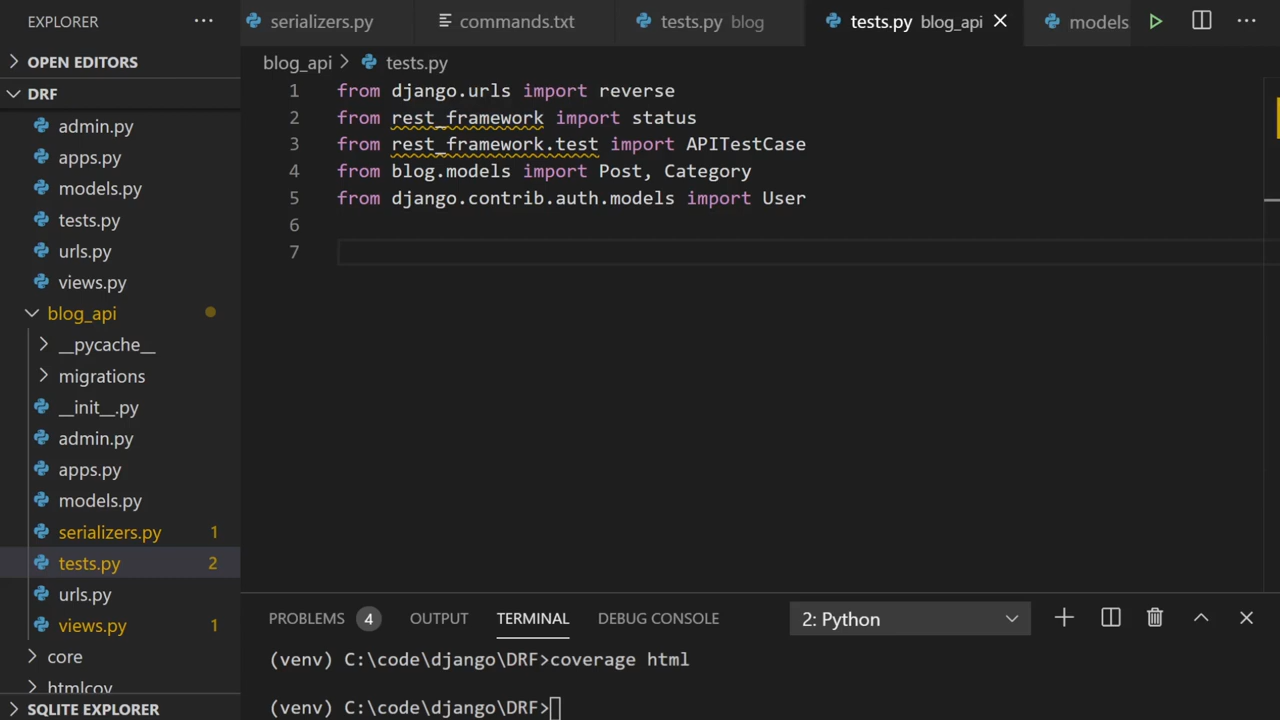 EXPLORER
serializers.py
commands.txt
tests.py blog
tests.py blog_api
models
OPEN EDITORS
DRF
admin.py
apps.py
models.py
tests.py
urls.py
views.py
blog_api
__pycache__
migrations
__init__.py
admin.py
apps.py
models.py
serializers.py 1
tests.py 2
urls.py
views.py 1
core
htmlcov
SQLITE EXPLORER
blog_api > tests.py
1 from django.urls import reverse
2 from rest_framework import status
3 from rest_framework.test import APITestCase
4 from blog.models import Post, Category
5 from django.contrib.auth.models import User
6
7
PROBLEMS 4 OUTPUT TERMINAL DEBUG CONSOLE 2: Python
(venv) C:\code\django\DRF>coverage html
(venv) C:\code\django\DRF>